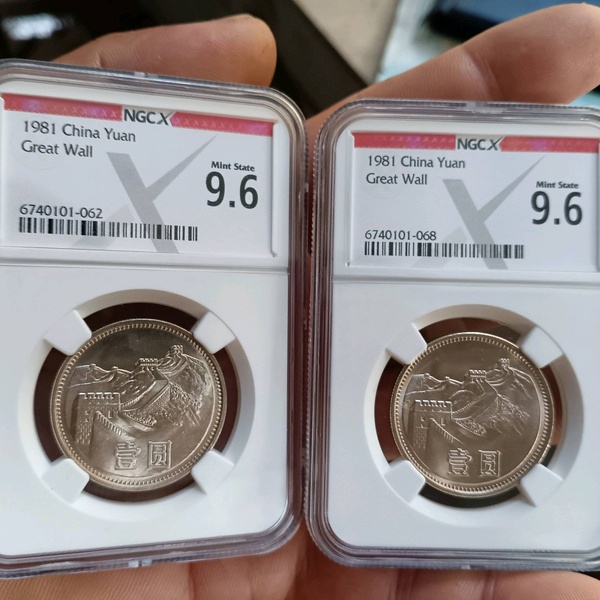 NGCX
1981 China Yuan
Great Wall
Mint State
9.6
6740101-062
壹圆
NGCX
1981 China Yuan
Great Wall
Mint State
9.6
6740101-068
壹圆